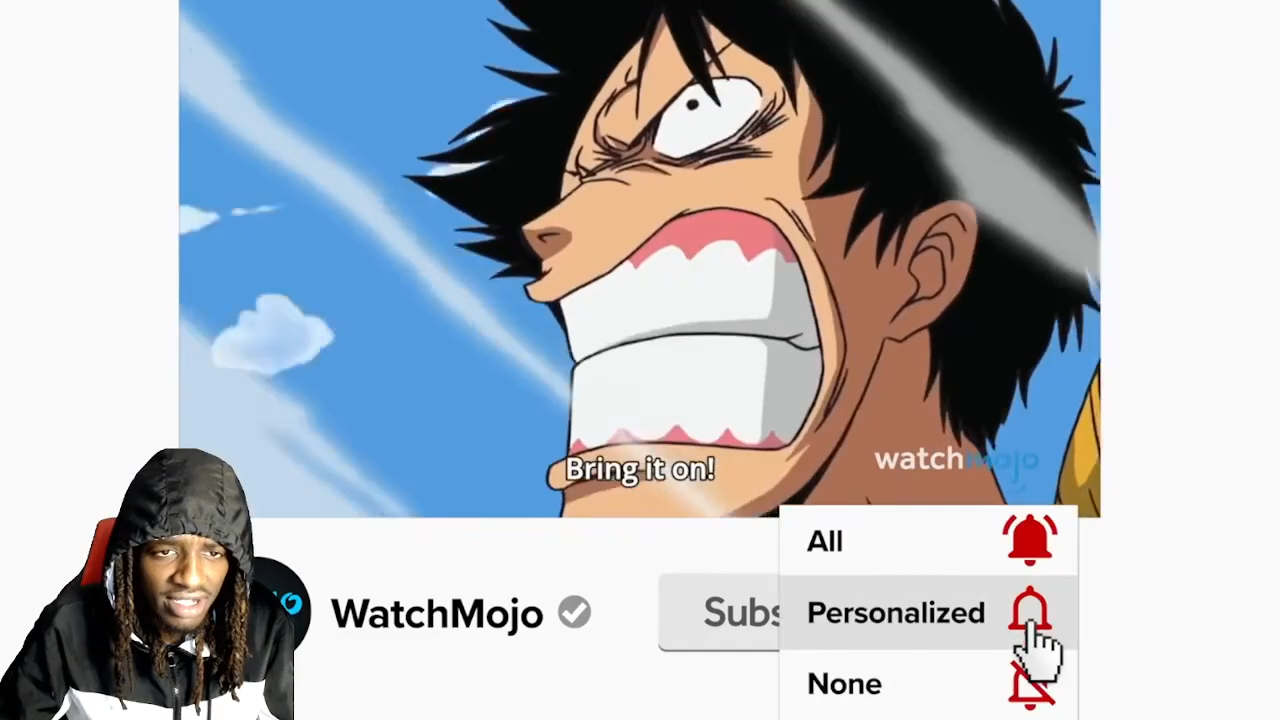 Bring it on!
watchmojo
All
WatchMojo
Subs
Personalized
None